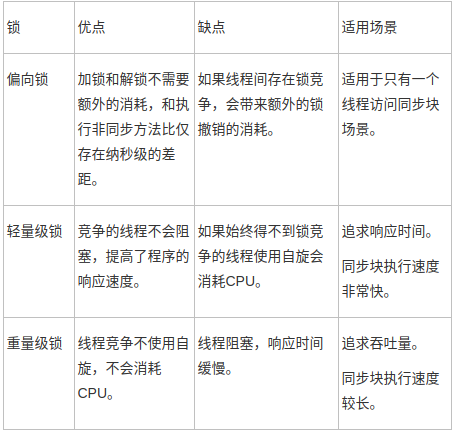 锁 优点 缺点 适用场景
偏向锁
加锁和解锁不需要
额外的消耗，和执
行非同步方法比仅
存在纳秒级的差
距。
如果线程间存在锁竞
争，会带来额外的锁
撤销的消耗。
适用于只有一个
线程访问同步块
场景。
轻量级锁
竞争的线程不会阻
塞，提高了程序的
响应速度。
如果始终得不到锁竞
争的线程使用自旋会
消耗CPU。
追求响应时间。
同步块执行速度
非常快。
重量级锁
线程竞争不使用自
旋，不会消耗
CPU。
线程阻塞，响应时间
缓慢。
追求吞吐量。
同步块执行速度
较长。